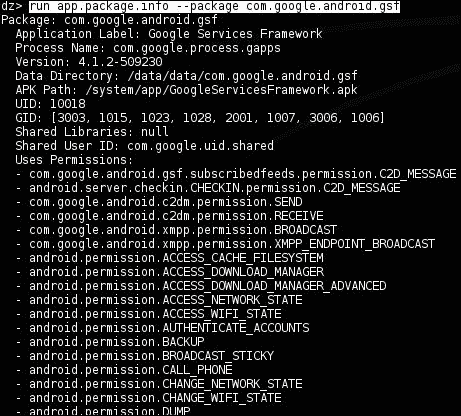 dz> run app.package.info --package com.google.android.gsf
Package: com.google.android.gsf
Application Label: Google Services Framework
Process Name: com.google.process.gapps
Version: 4.1.2-509230
Data Directory: /data/data/com.google.android.gsf
APK Path: /system/app/GoogleServicesFramework.apk
UID: 10018
GID: [3003, 1015, 1023, 1028, 2001, 1007, 3006, 1006]
Shared Libraries: null
Shared User ID: com.google.uid.shared
Uses Permissions:
- com.google.android.gsf.subscribedfeeds.permission.C2D_MESSAGE
- android.server.checkin.CHECKIN.permission.C2D_MESSAGE
- com.google.android.c2dm.permission.SEND
- com.google.android.c2dm.permission.RECEIVE
- com.google.android.xmpp.permission.BROADCAST
- com.google.android.xmpp.permission.XMPP_ENDPOINT_BROADCAST
- android.permission.ACCESS_CACHE_FILESYSTEM
- android.permission.ACCESS_DOWNLOAD_MANAGER
- android.permission.ACCESS_DOWNLOAD_MANAGER_ADVANCED
- android.permission.ACCESS_NETWORK_STATE
- android.permission.ACCESS_WIFI_STATE
- android.permission.AUTHENTICATE_ACCOUNTS
- android.permission.BACKUP
- android.permission.BROADCAST_STICKY
- android.permission.CALL_PHONE
- android.permission.CHANGE_NETWORK_STATE
- android.permission.CHANGE_WIFI_STATE
- android.permission.DUMP